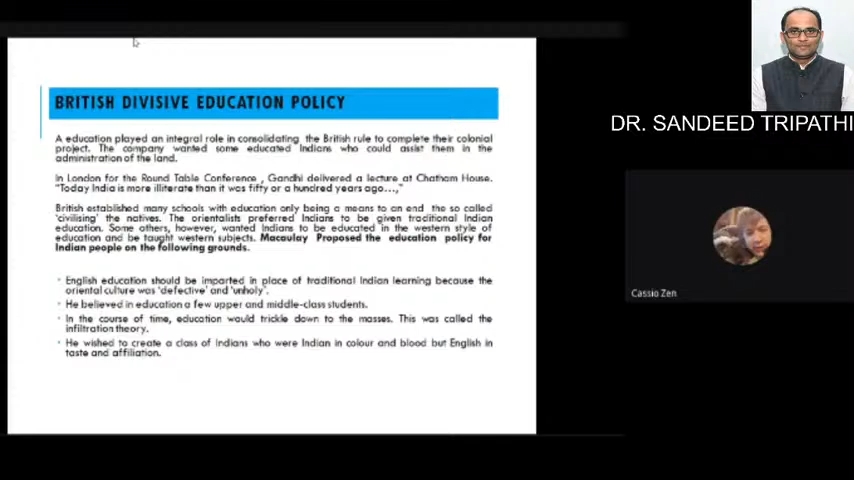 BRITISH DIVISIVE EDUCATION POLICY
A education played an integral role in consolidating the British rule to complete their colonial
project. The company wanted some educated Indians who could assist them in the
administration of the land.
In London for the Round Table Conference , Gandhi delivered a lecture at Chatham House.
"Today India is more illiterate than it was fifty or a hundred years ago...,"
British established many schools with education only being a means to an end the so called
'civilising' the natives. The orientalists preferred Indians to be given traditional Indian
education. Some others, however, wanted Indians to be educated in the western style of
education and be taught western subjects. Macaulay Proposed the education policy for
Indian people on the following grounds.
English education should be imparted in place of traditional Indian learning because the
oriental culture was 'defective' and 'unholy'.
He believed in education a few upper and middle-class students.
In the course of time, education would trickle down to the masses. This was called the
infiltration theory.
He wished to create a class of Indians who were Indian in colour and blood but English in
taste and affiliation.
DR. SANDEED TRIPATHI
Cassio Zen